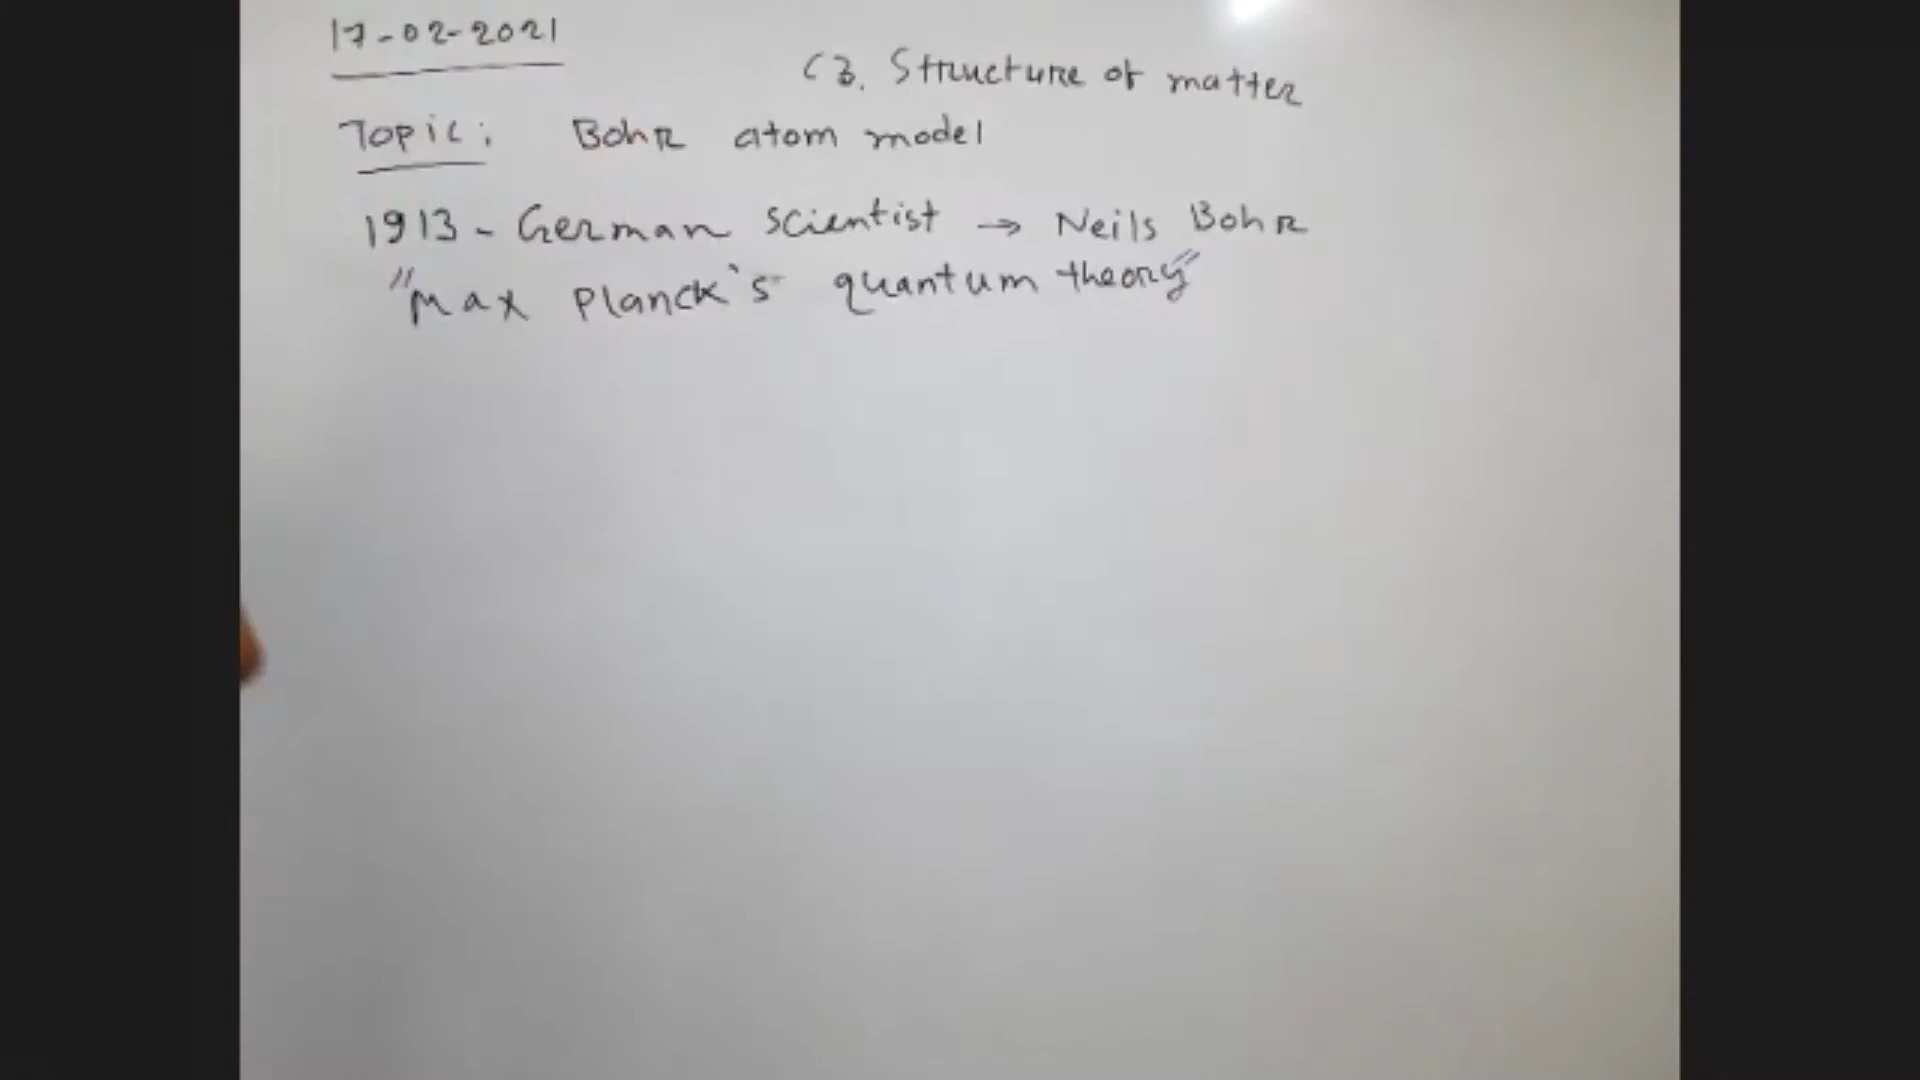 17-02-2021
C3. Structure of matter
Topic: Bohr atom model
1913 - German scientist → Neils Bohr
"Max Planck's quantum theory"